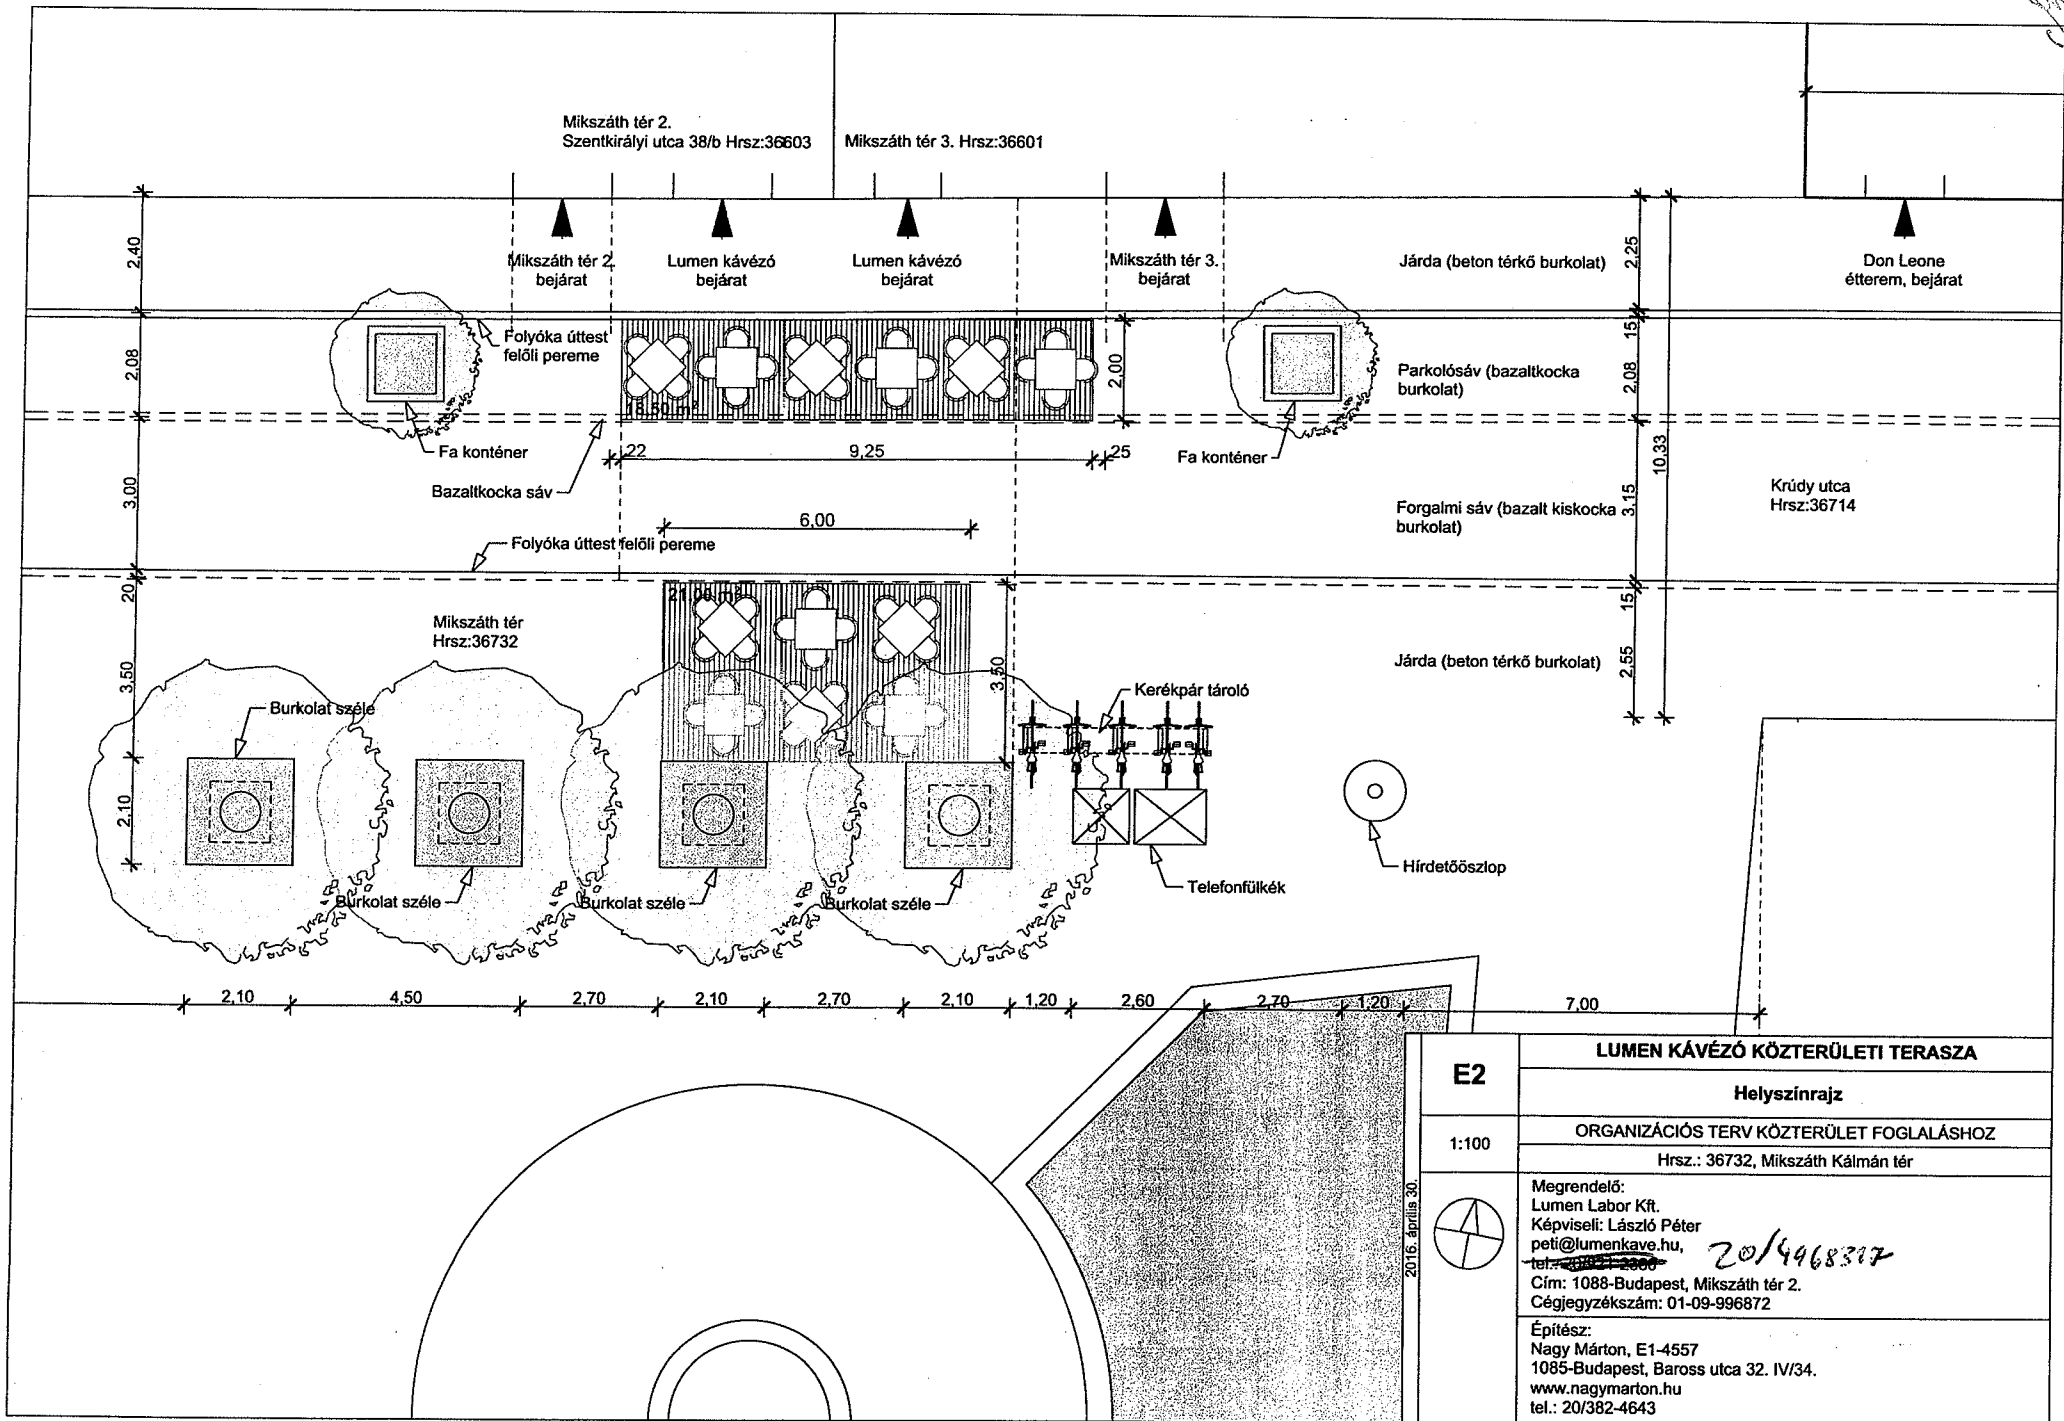 Mikszáth tér 2.
Szentkirályi utca 38/b Hrsz:36603
Mikszáth tér 3. Hrsz:36601
2,40
Mikszáth tér 2.
bejárat
Lumen kávézó
bejárat
Lumen kávézó
bejárat
Mikszáth tér 3.
bejárat
Járda (beton térkő burkolat)
2,25
Don Leone
étterem, bejárat
Folyóka úttest
felőli pereme
15
2,08
2,00
Parkolósáv (bazaltkocka
burkolat)
2,08
18.50 m²
Fa konténer
22
9,25
25
Fa konténer
10,33
Bazaltkocka sáv
3,00
Forgalmi sáv (bazalt kiskocka
burkolat)
3,15
Krúdy utca
Hrsz:36714
6,00
Folyóka úttest felőli pereme
20
21.00 m²
15
Mikszáth tér
Hrsz:36732
3,50
3,50
Járda (beton térkő burkolat)
2,55
Burkolat széle
Kerékpár tároló
2,10
Hírdetőöszlop
Telefonfülkék
Burkolat széle
Burkolat széle
Burkolat széle
2,10
4,50
2,70
2,10
2,70
2,10
1,20
2,60
2,70
1,20
7,00
E2
LUMEN KÁVÉZÓ KÖZTERÜLETI TERASZA
Helyszínrajz
1:100
ORGANIZÁCIÓS TERV KÖZTERÜLET FOGLALÁSHOZ
Hrsz.: 36732, Mikszáth Kálmán tér
2016. április 30.
Megrendelő:
Lumen Labor Kft.
Képviseli: László Péter
peti@lumenkave.hu,
tel.:
20/4968317
Cím: 1088-Budapest, Mikszáth tér 2.
Cégjegyzékszám: 01-09-996872
Építész:
Nagy Márton, E1-4557
1085-Budapest, Baross utca 32. IV/34.
www.nagymarton.hu
tel.: 20/382-4643